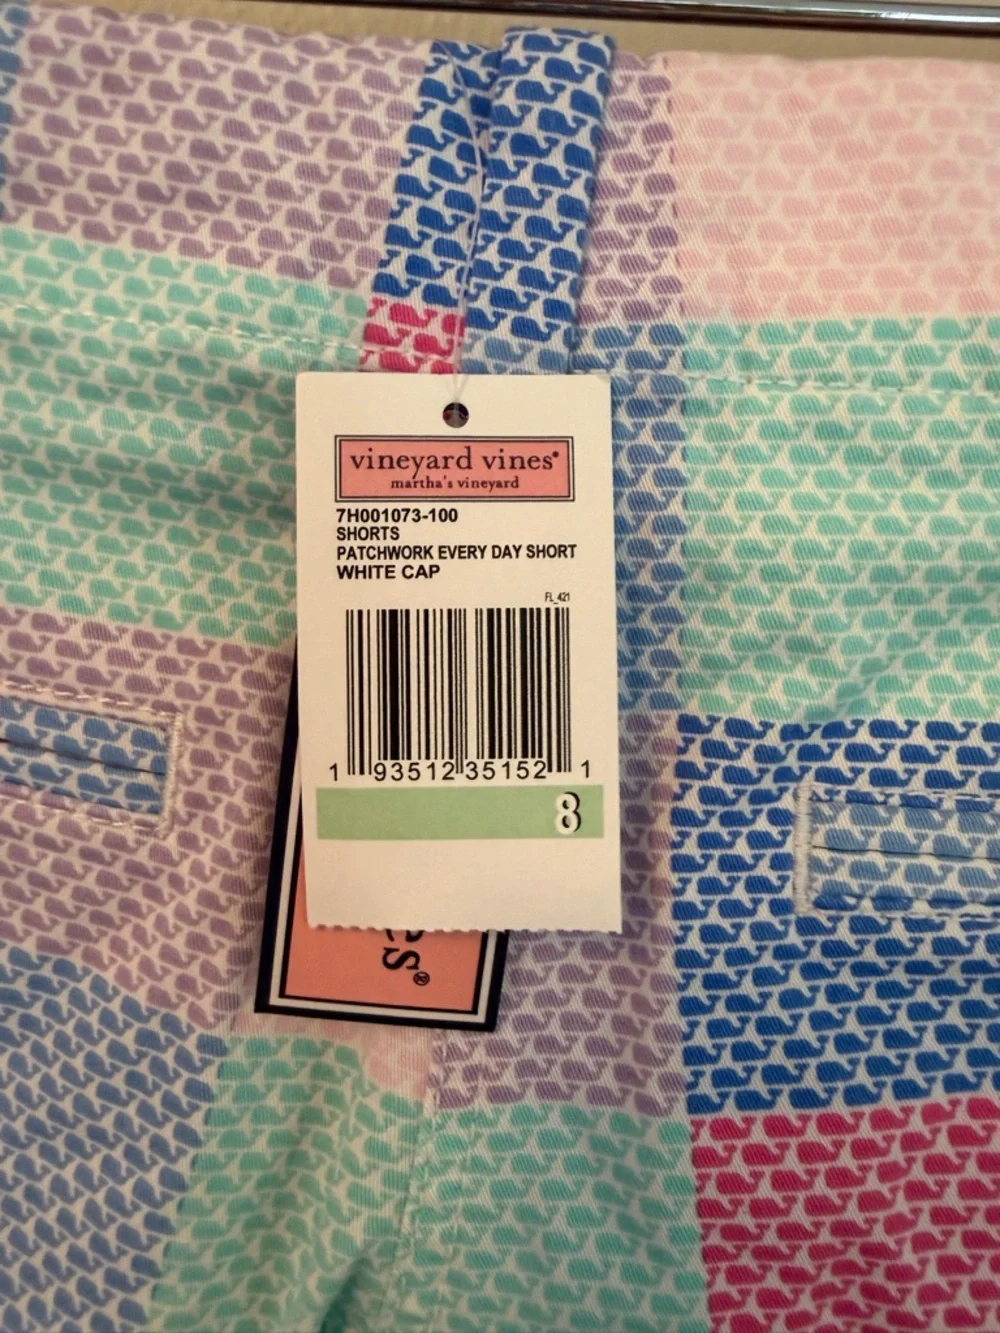 vineyard vines®
martha's vineyard
7H001073-100
SHORTS
PATCHWORK EVERY DAY SHORT
WHITE CAP
FL_421
1 93512 35152 1
8
es®